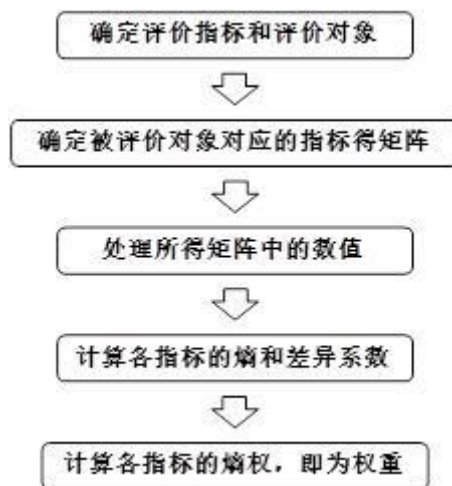 确定评价指标和评价对象
确定被评价对象对应的指标得矩阵
处理所得矩阵中的数值
计算各指标的熵和差异系数
计算各指标的熵权，即为权重